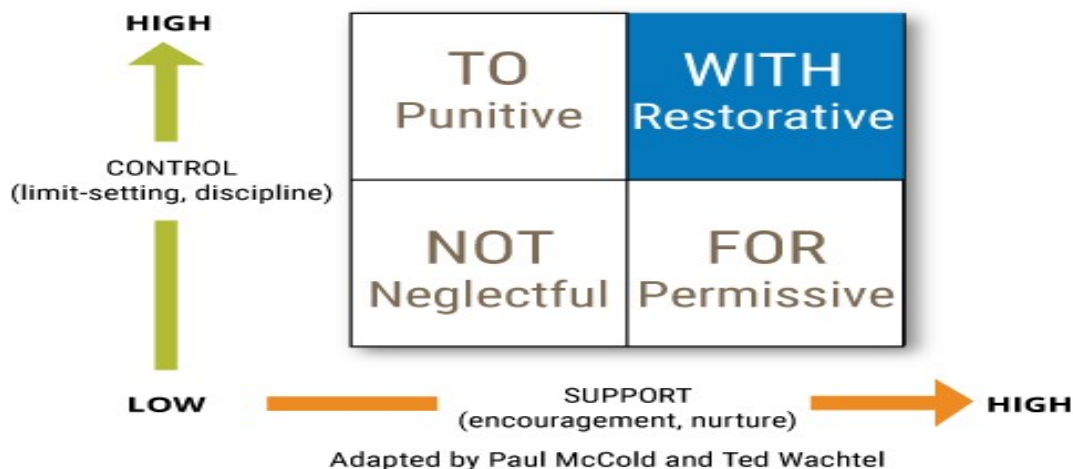 HIGH
TO
Punitive
WITH
Restorative
CONTROL
(limit-setting, discipline)
NOT
Neglectful
FOR
Permissive
LOW
SUPPORT
(encouragement, nurture)
HIGH
Adapted by Paul McCold and Ted Wachtel